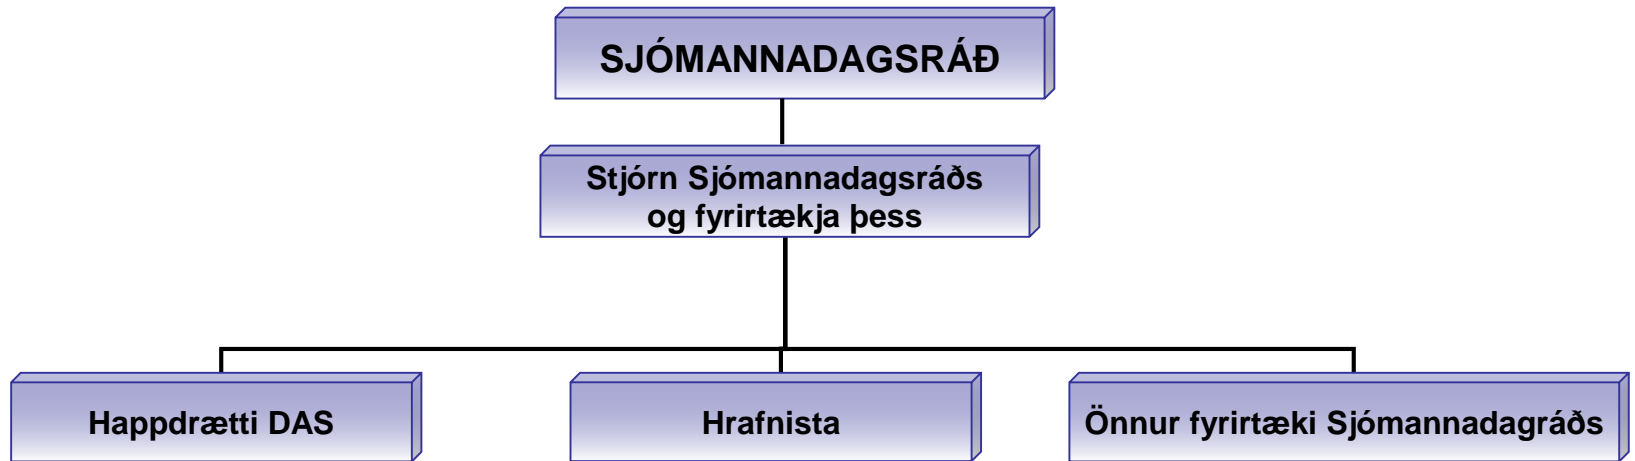 SJÓMANNADAGSRÁÐ
Stjórn Sjómannadagsráðs
og fyrirtækja þess
Happdrætti DAS
Hrafnista
Önnur fyrirtæki Sjómannadagráðs